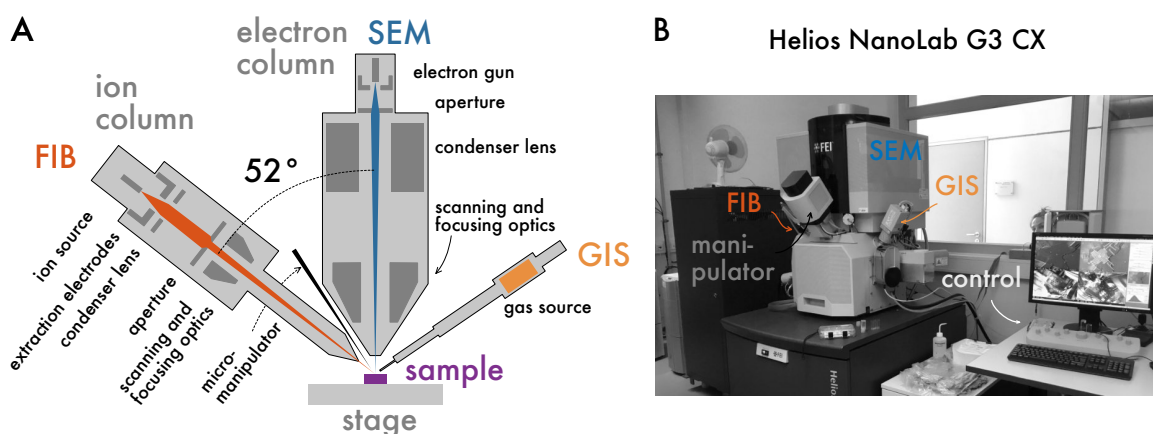 A
electron
column
SEM
electron gun
aperture
condenser lens
scanning and
focusing optics
ion
column
FIB
52°
ion source
extraction electrodes
condenser lens
aperture
scanning and
focusing optics
micro-
manipulator
GIS
gas source
sample
stage
B
Helios NanoLab G3 CX
FEI
SEM
GIS
FIB
mani-
pulator
control
Helios